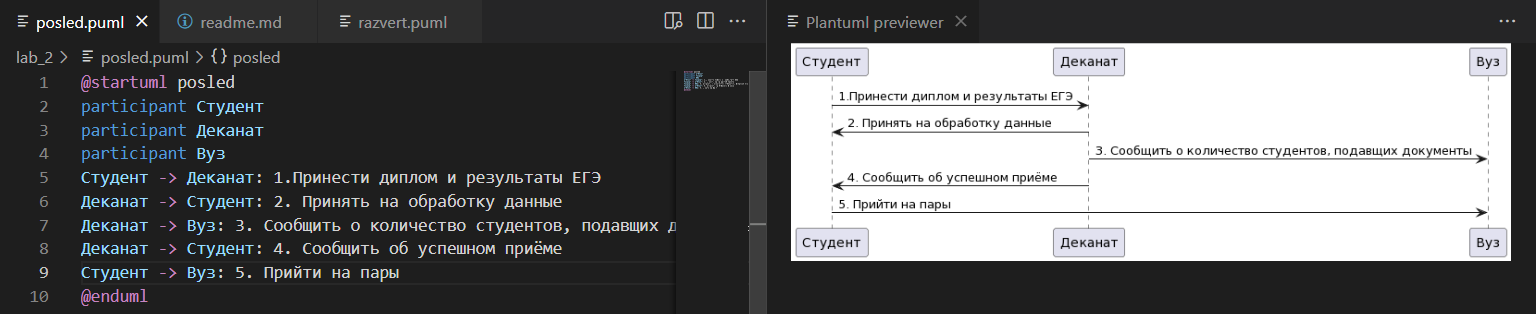 posled.puml
readme.md
razvert.puml
lab_2 > posled.puml > {} posled
1 @startuml posled
2 participant Студент
3 participant Деканат
4 participant Вуз
5 Студент -> Деканат: 1.Принести диплом и результаты ЕГЭ
6 Деканат -> Студент: 2. Принять на обработку данные
7 Деканат -> Вуз: 3. Сообщить о количество студентов, подавщих д
8 Деканат -> Студент: 4. Сообщить об успешном приёме
9 Студент -> Вуз: 5. Прийти на пары
10 @enduml
Plantuml previewer
Студент Деканат Вуз
1.Принести диплом и результаты ЕГЭ
2. Принять на обработку данные
3. Сообщить о количество студентов, подавщих документы
4. Сообщить об успешном приёме
5. Прийти на пары
Студент Деканат Вуз